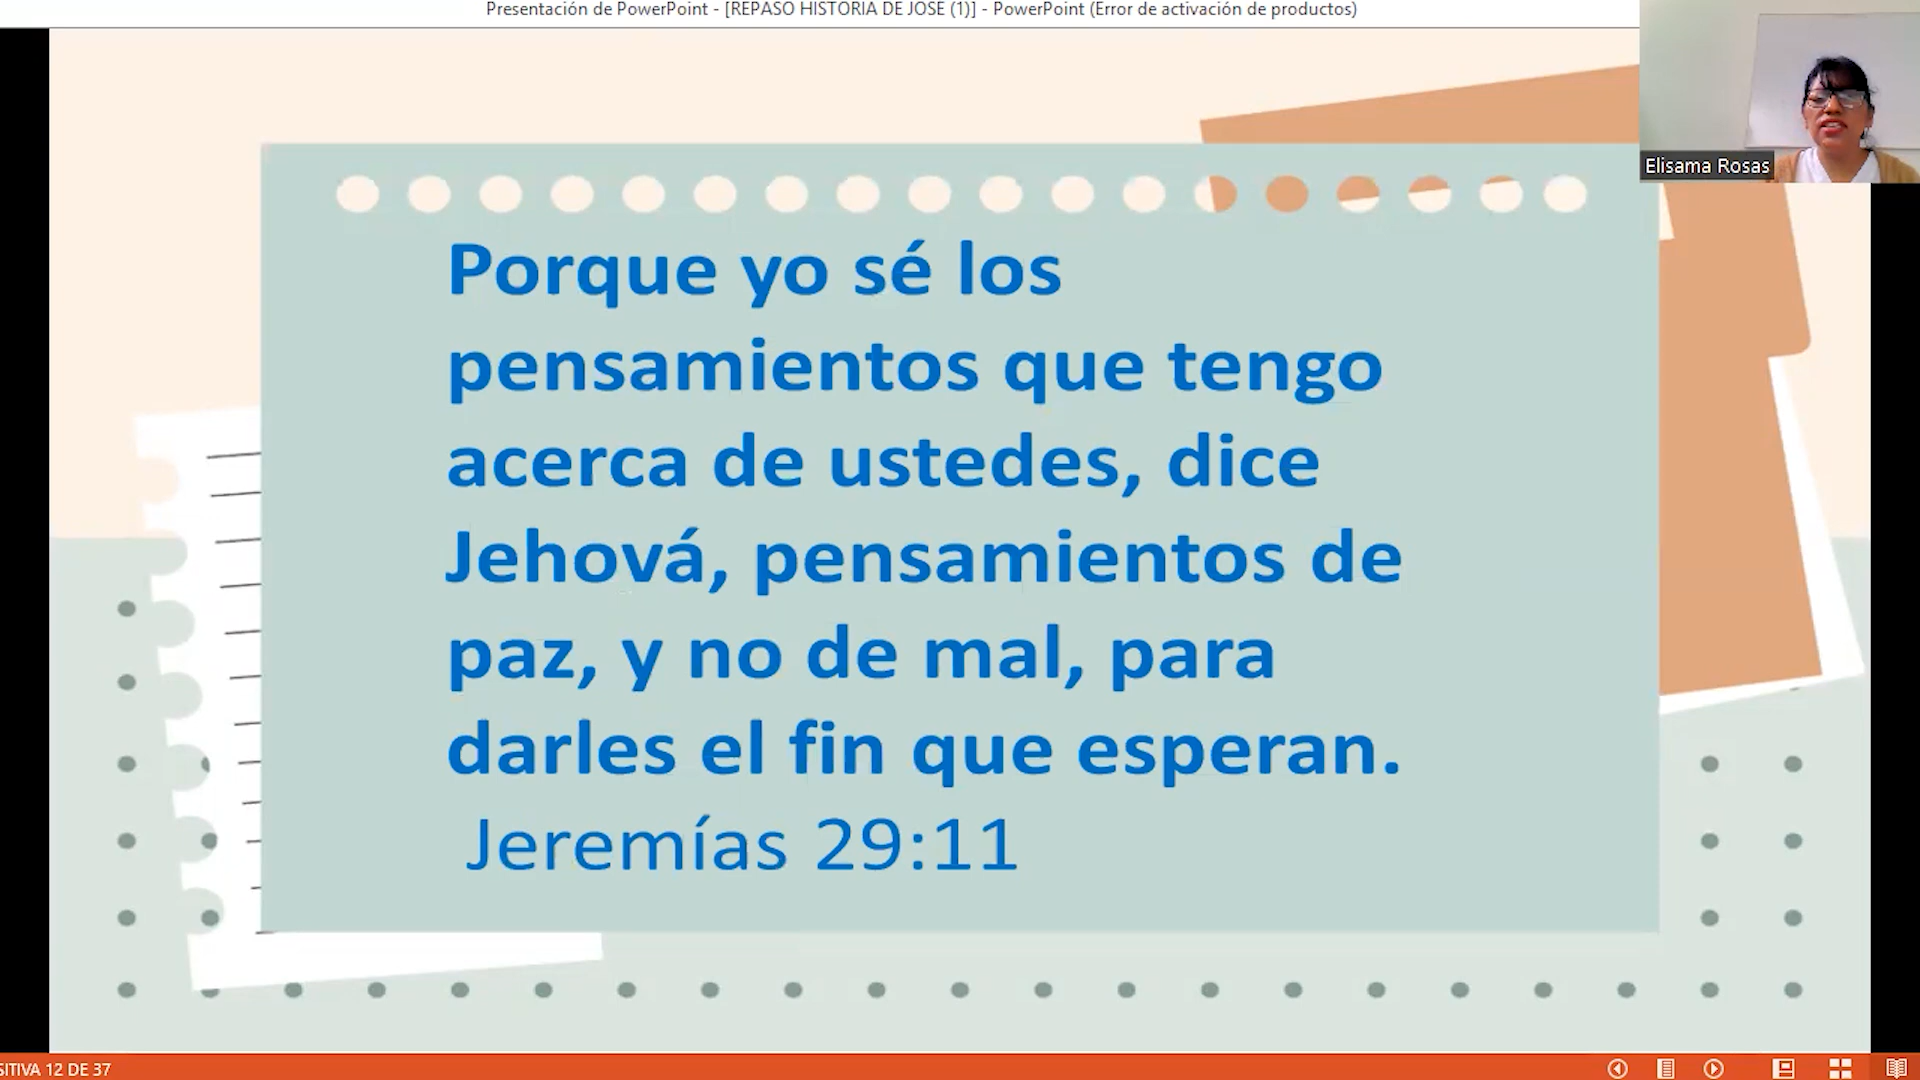 Presentación de PowerPoint - [REPASO HISTORIA DE JOSE (1)] - PowerPoint (Error de activación de productos)
Elisama Rosas
Porque yo sé los
pensamientos que tengo
acerca de ustedes, dice
Jehová, pensamientos de
paz, y no de mal, para
darles el fin que esperan.
Jeremías 29:11
SITIVA 12 DE 37